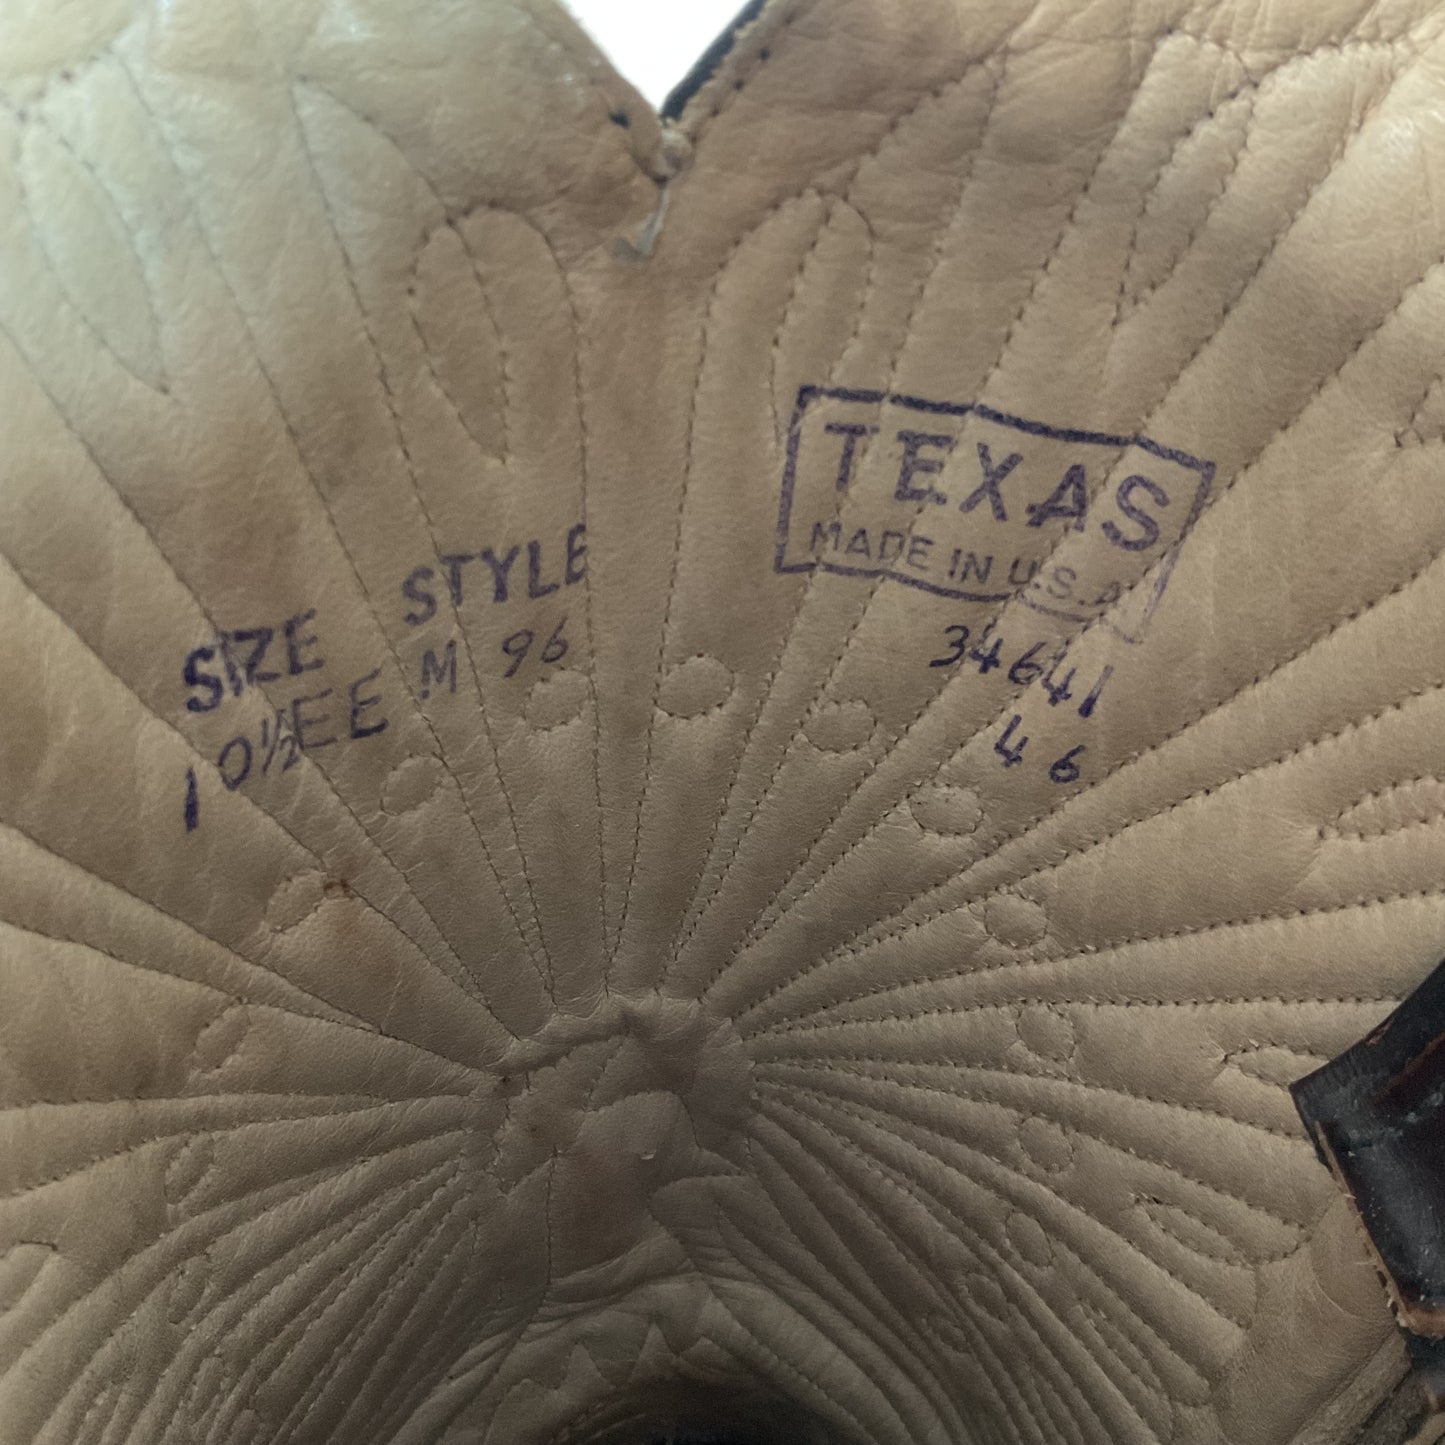 SIZE STYLE
10½EE M 96
TEXAS
MADE IN U.S.A
34641
46